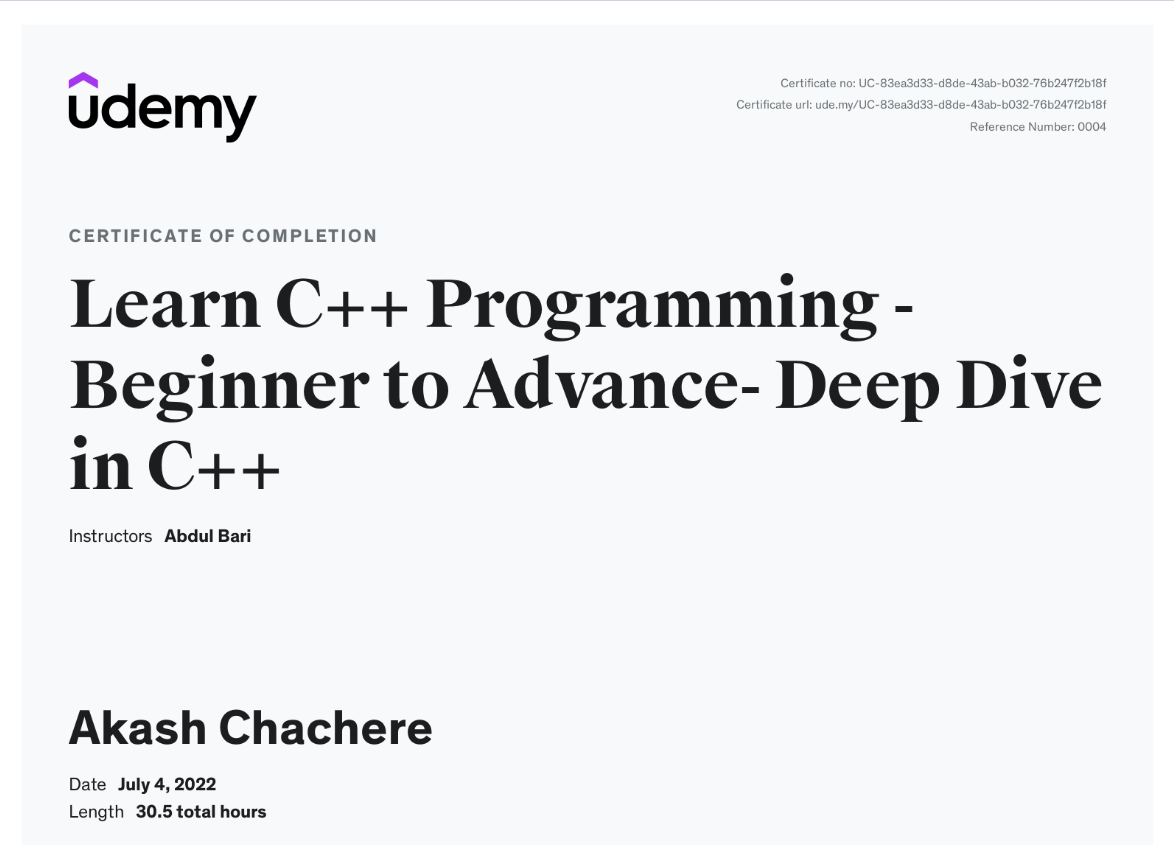 udemy
Certificate no: UC-83ea3d33-d8de-43ab-b032-76b247f2b18f
Certificate url: ude.my/UC-83ea3d33-d8de-43ab-b032-76b247f2b18f
Reference Number: 0004
CERTIFICATE OF COMPLETION
Learn C++ Programming -
Beginner to Advance- Deep Dive
in C++
Instructors Abdul Bari
Akash Chachere
Date July 4, 2022
Length 30.5 total hours